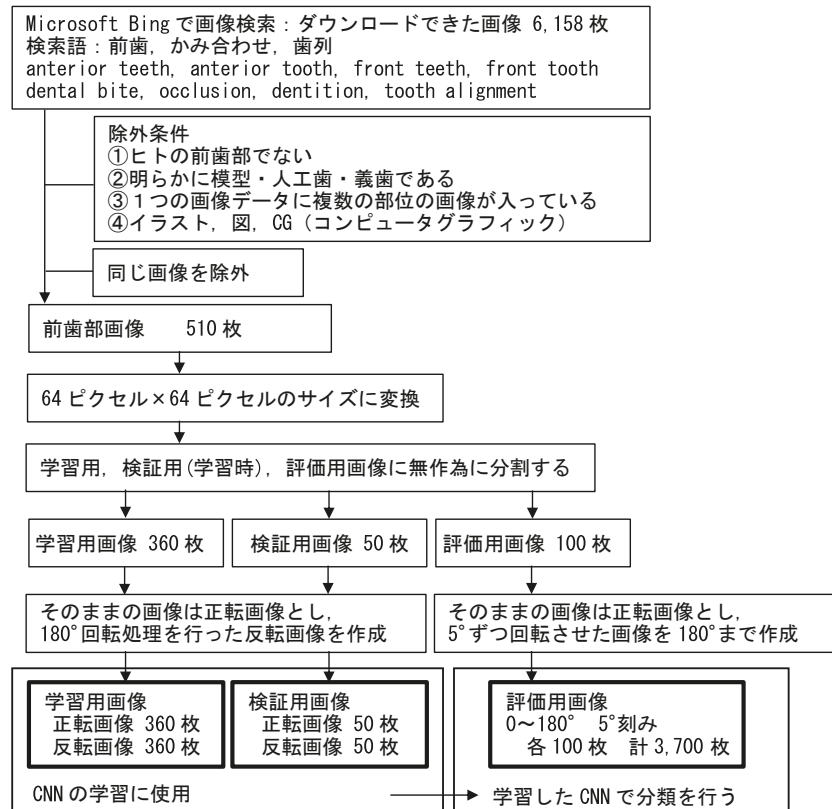 Microsoft Bing で画像検索：ダウンロードできた画像 6,158 枚
検索語：前歯，かみ合わせ，歯列
anterior teeth, anterior tooth, front teeth, front tooth
dental bite, occlusion, dentition, tooth alignment
除外条件
①ヒトの前歯部でない
②明らかに模型・人工歯・義歯である
③１つの画像データに複数の部位の画像が入っている
④イラスト，図，CG（コンピュータグラフィック）
同じ画像を除外
前歯部画像　510 枚
64 ピクセル×64 ピクセルのサイズに変換
学習用，検証用(学習時)，評価用画像に無作為に分割する
学習用画像 360 枚
検証用画像 50 枚
評価用画像 100 枚
そのままの画像は正転画像とし，
180°回転処理を行った反転画像を作成
そのままの画像は正転画像とし，
5°ずつ回転させた画像を 180°まで作成
学習用画像
正転画像 360 枚
反転画像 360 枚
検証用画像
正転画像 50 枚
反転画像 50 枚
評価用画像
0～180°　5°刻み
各 100 枚　計 3,700 枚
CNN の学習に使用
学習した CNN で分類を行う